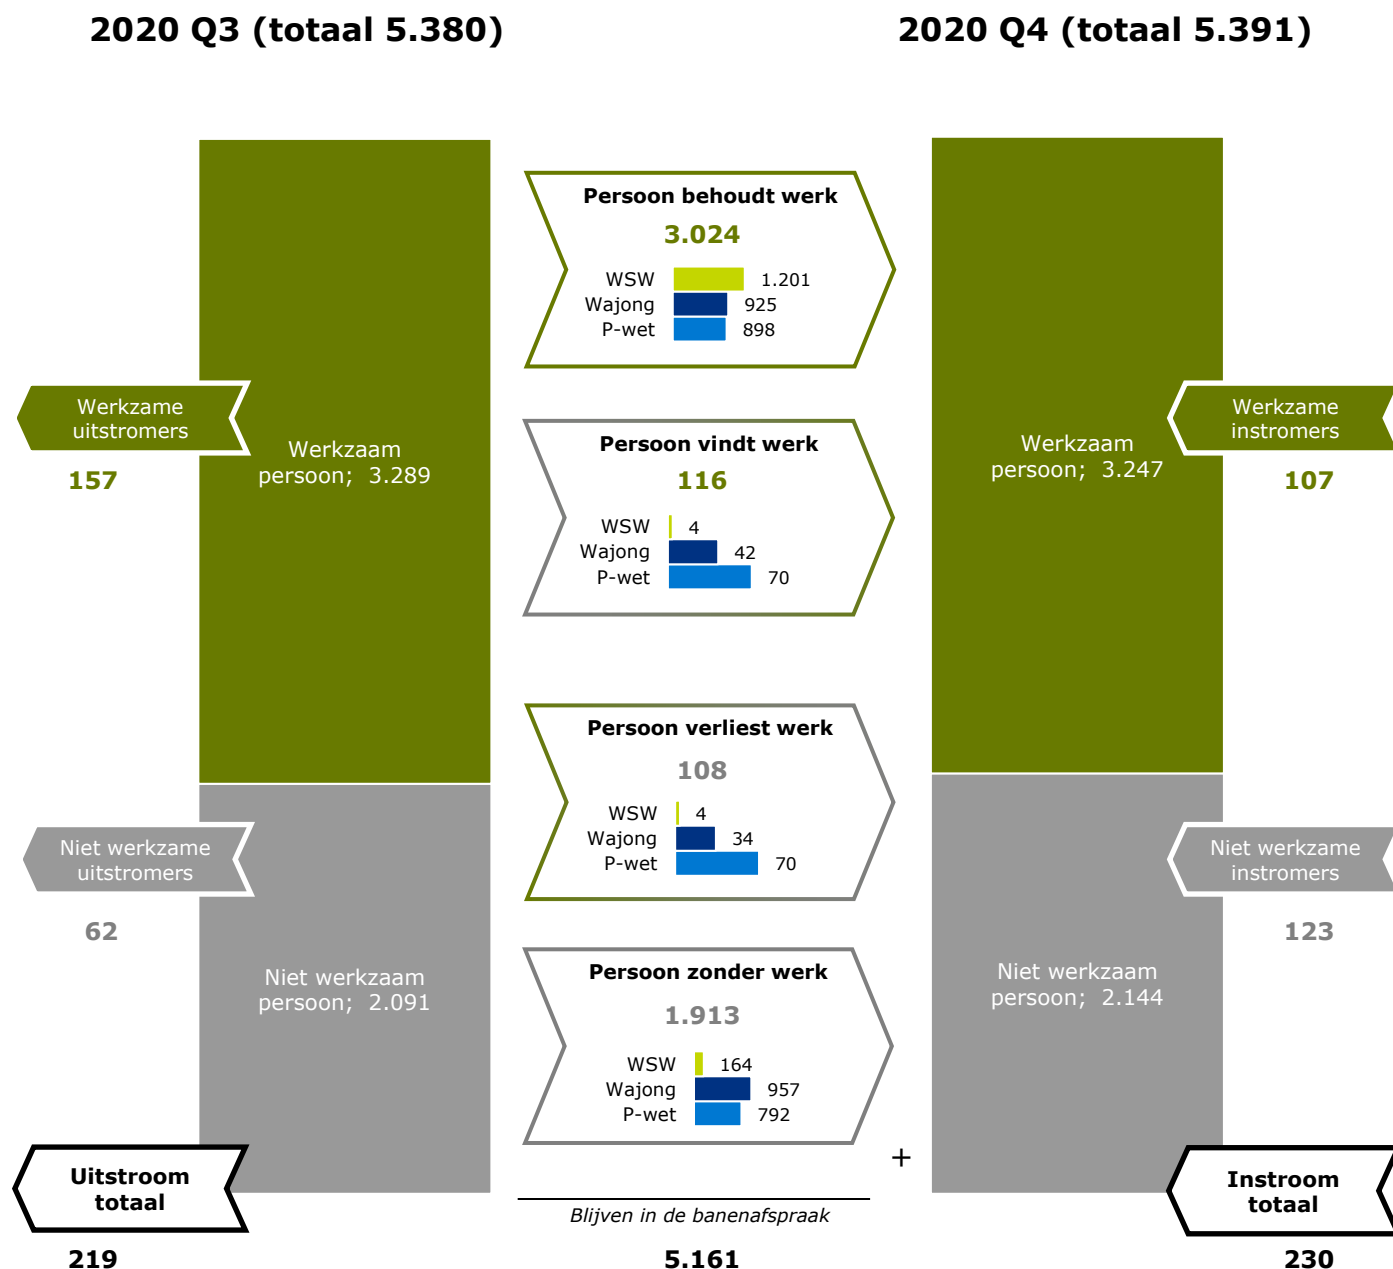 2020 Q3 (totaal 5.380)
2020 Q4 (totaal 5.391)
Persoon behoudt werk
3.024
WSW 1.201
Wajong 925
P-wet 898
Werkzame
uitstromers
157
Werkzaam
persoon; 3.289
Persoon vindt werk
116
WSW 4
Wajong 42
P-wet 70
Werkzaam
persoon; 3.247
Werkzame
instromers
107
Persoon verliest werk
108
WSW 4
Wajong 34
P-wet 70
Niet werkzame
uitstromers
62
Niet werkzaam
persoon; 2.091
Persoon zonder werk
1.913
WSW 164
Wajong 957
P-wet 792
Niet werkzaam
persoon; 2.144
Niet werkzame
instromers
123
Uitstroom
totaal
219
+
Blijven in de banenafspraak
5.161
Instroom
totaal
230